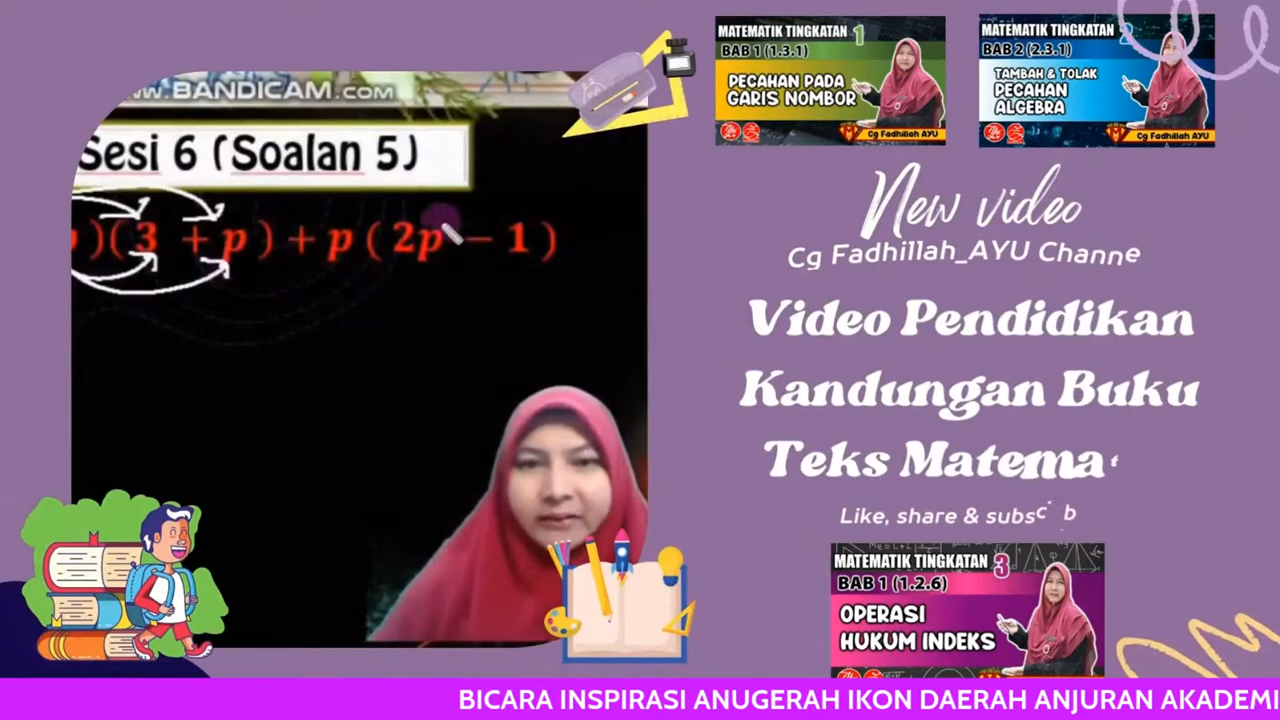 W.BANDICAM.com
Sesi 6 (Soalan 5)
)(3 + p) + p(2p - 1)
MATEMATIK TINGKATAN 1
BAB 1 (1.3.1)
PECAHAN PADA
GARIS NOMBOR
Cg Fadhillah AYU
MATEMATIK TINGKATAN 2
BAB 2 (2.3.1)
TAMBAH & TOLAK
PECAHAN
ALGEBRA
Cg Fadhillah AYU
New video
Cg Fadhillah_AYU Channe
Video Pendidikan
Kandungan Buku
Teks Matemat
Like, share & subsc b
MATEMATIK TINGKATAN 3
BAB 1 (1.2.6)
OPERASI
HUKUM INDEKS
BICARA INSPIRASI ANUGERAH IKON DAERAH ANJURAN AKADEMI